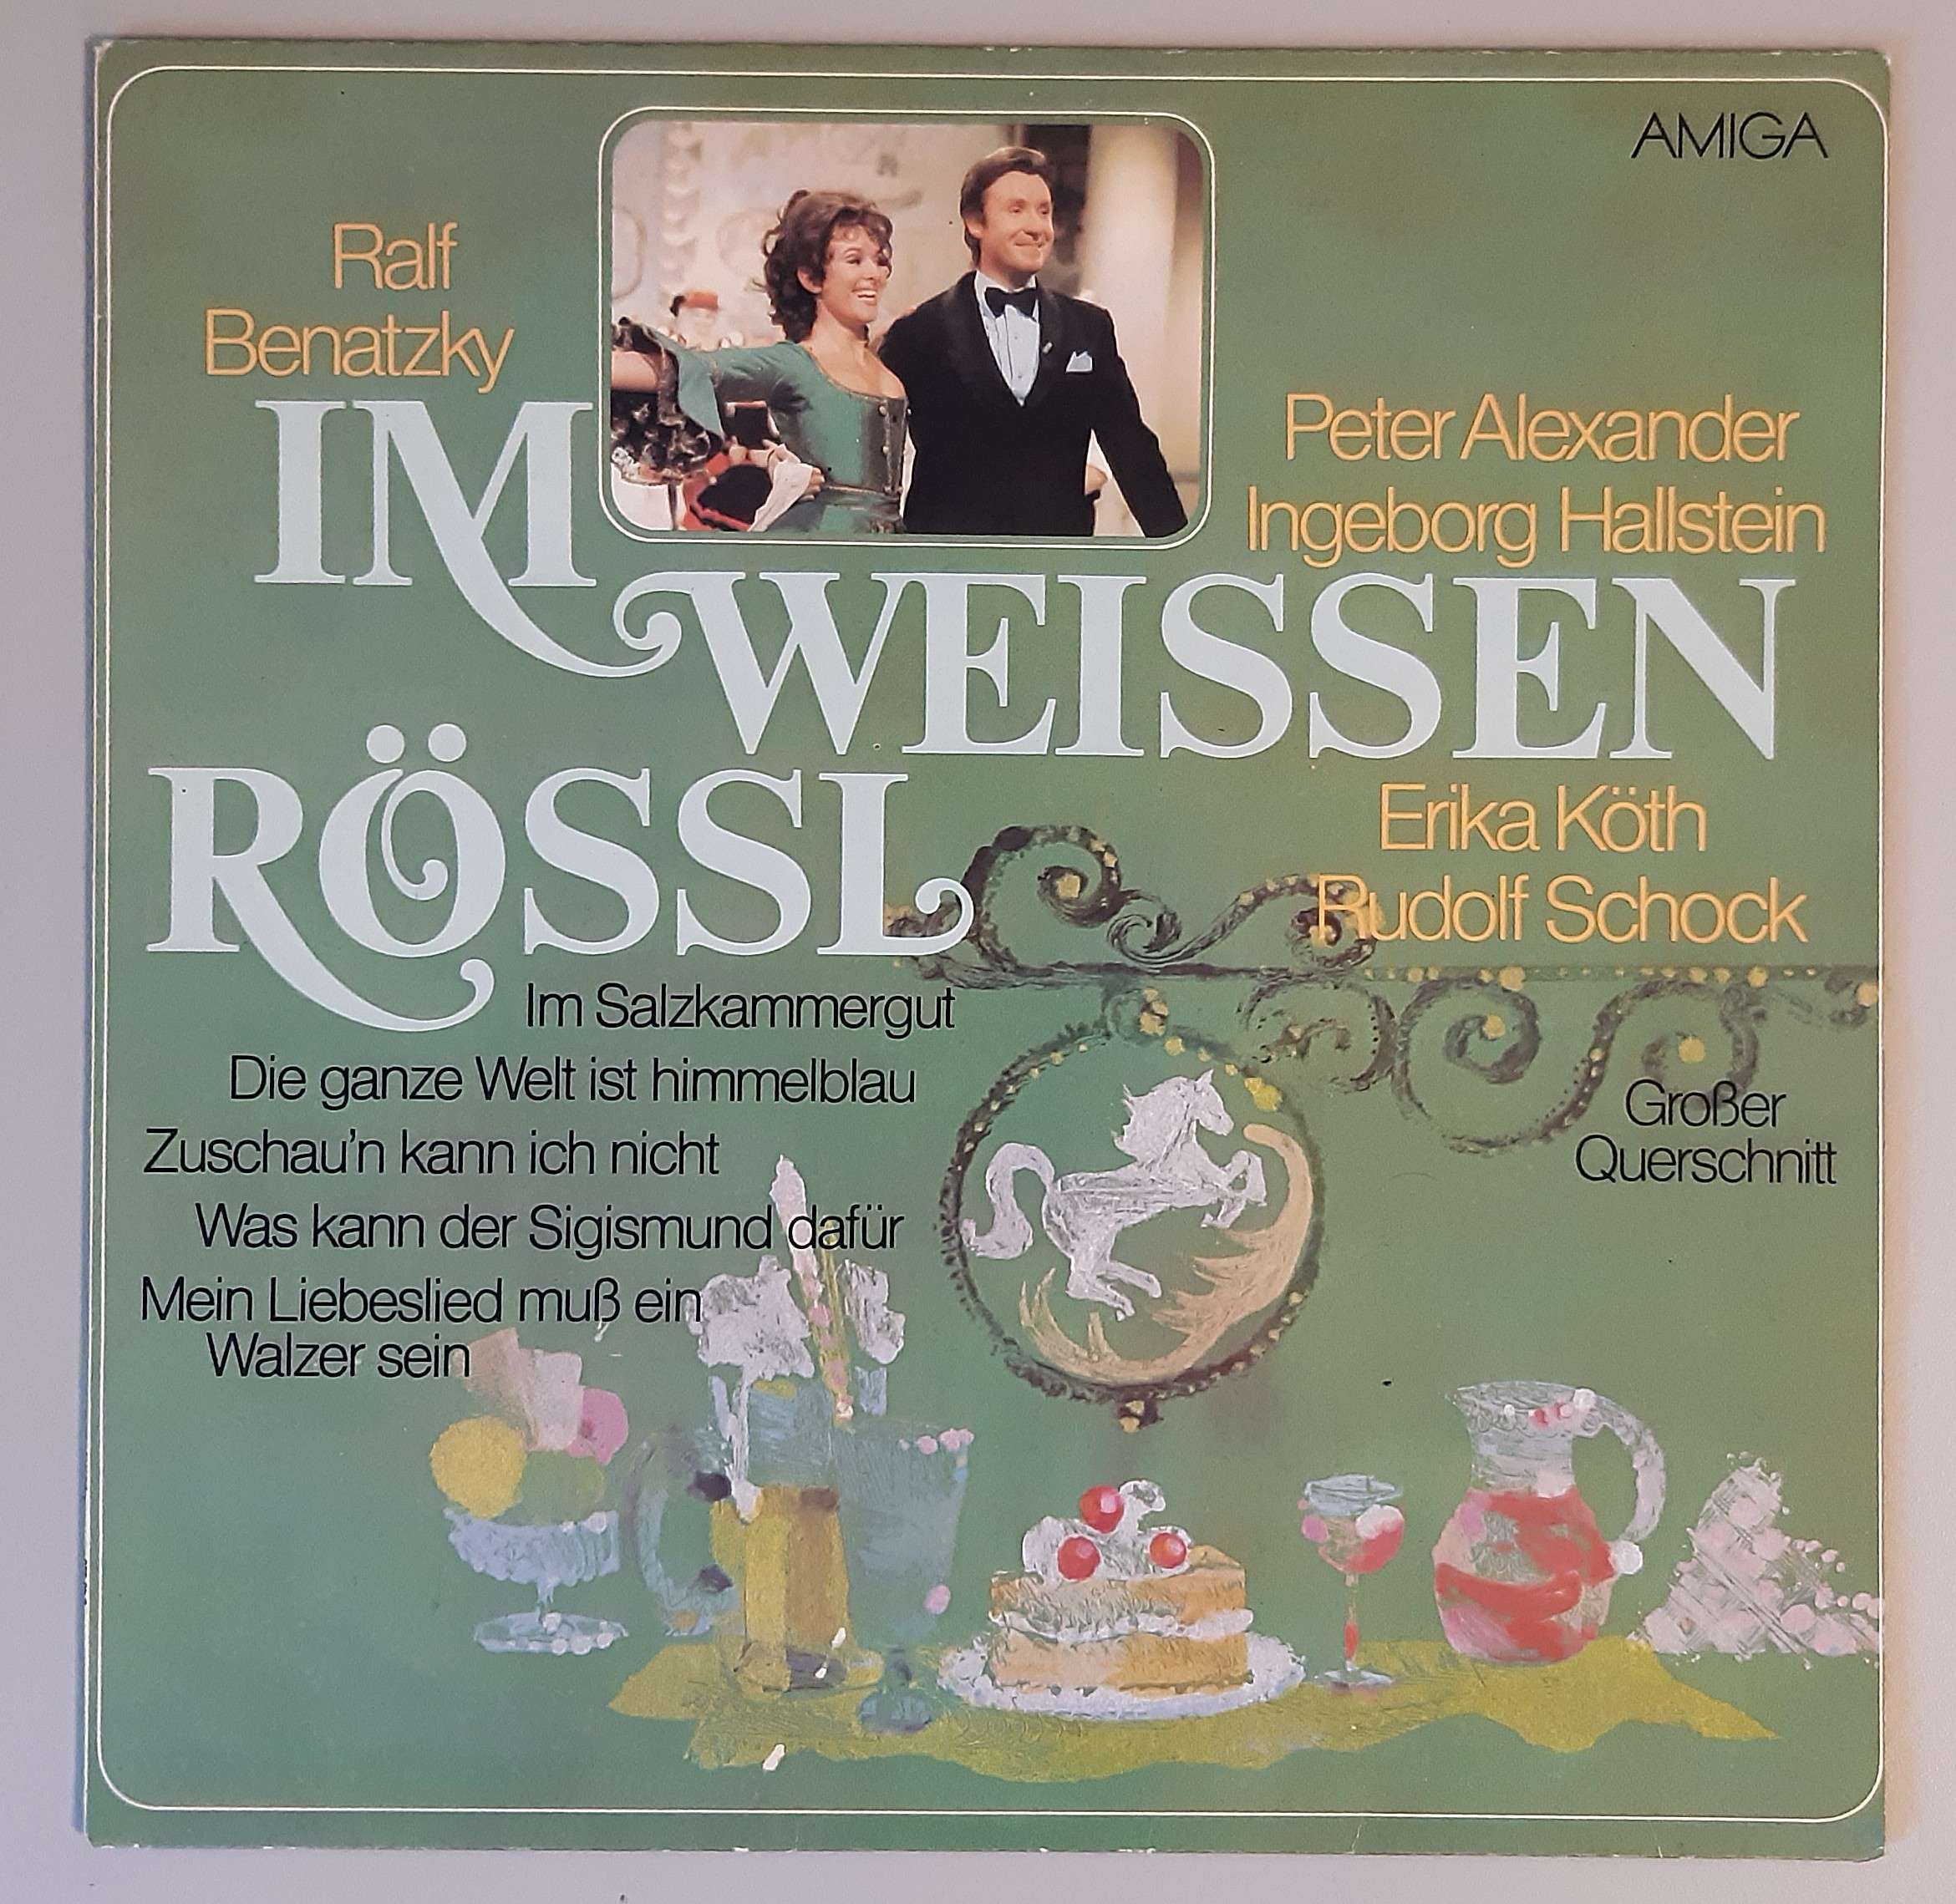 AMIGA
Ralf
Benatzky
IM
Peter Alexander
Ingeborg Hallstein
WEISSEN
RÖSSL
Erika Köth
Rudolf Schock
Im Salzkammergut
Die ganze Welt ist himmelblau
Zuschau'n kann ich nicht
Was kann der Sigismund dafür
Mein Liebeslied muß ein
Walzer sein
Großer
Querschnitt